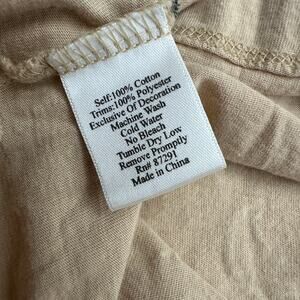 Self:100% Cotton
Trims:100% Polyester
Exclusive Of Decoration
Machine Wash
Cold Water
No Bleach
Tumble Dry Low
Remove Promptly
Rn# 87291
Made in China